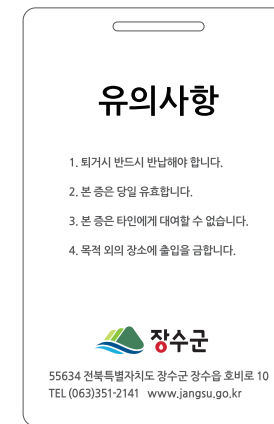 유의사항
1. 퇴거시 반드시 반납해야 합니다.
2. 본 증은 당일 유효합니다.
3. 본 증은 타인에게 대여할 수 없습니다.
4. 목적 외의 장소에 출입을 금합니다.
장수군
55634 전북특별자치도 장수군 장수읍 호비로 10
TEL (063)351-2141 www.jangsu.go.kr